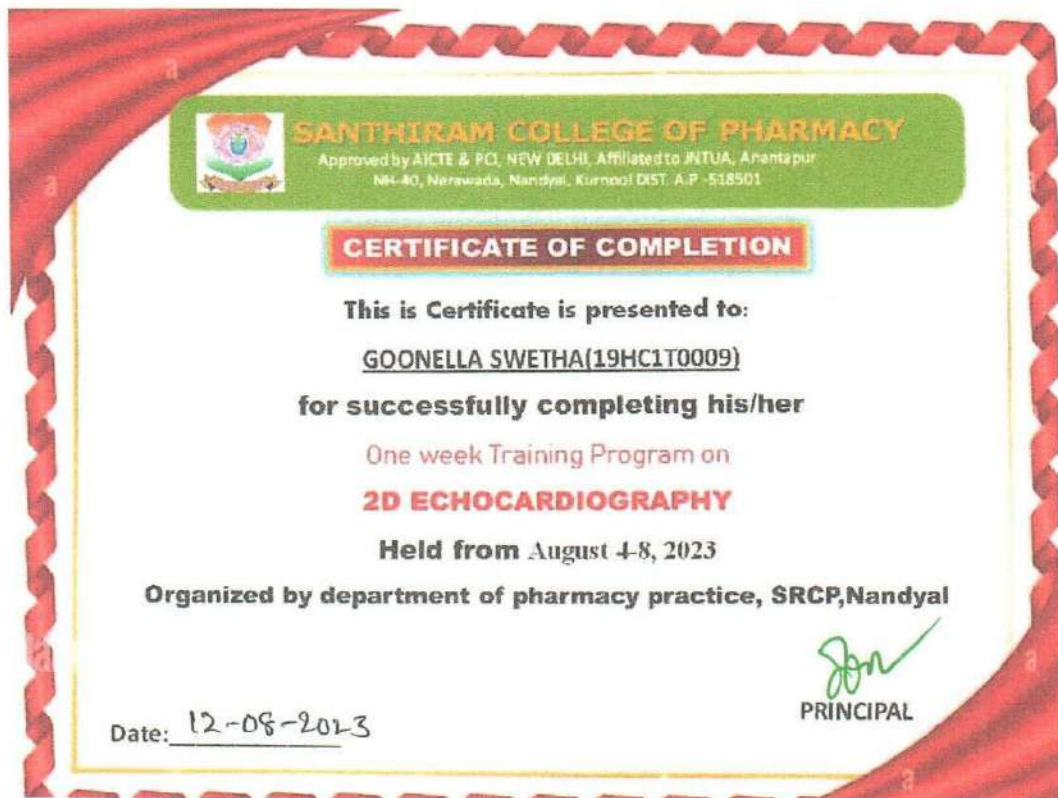 SANTHIRAM COLLEGE OF PHARMACY
Approved by AICTE & PCI, NEW DELHI, Affiliated to JNTUA, Anantapur
NH-40, Nerawada, Nandyal, Kurnool DIST. A.P -518501
CERTIFICATE OF COMPLETION
This is Certificate is presented to:
GOONELLA SWETHA(19HC1T0009)
for successfully completing his/her
One week Training Program on
2D ECHOCARDIOGRAPHY
Held from August 4-8, 2023
Organized by department of pharmacy practice, SRCP,Nandyal
PRINCIPAL
Date: 12-08-2023